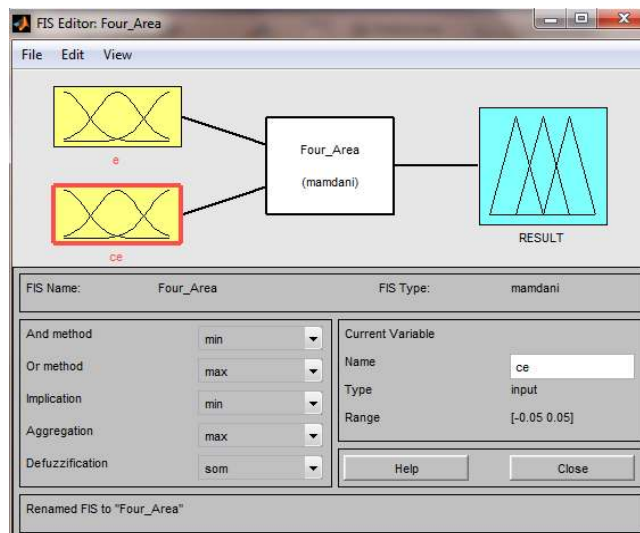 FIS Editor: Four_Area
File Edit View
e
ce
Four_Area
(mamdani)
RESULT
FIS Name: Four_Area FIS Type: mamdani
And method min
Or method max
Implication min
Aggregation max
Defuzzification som
Current Variable
Name ce
Type input
Range [-0.05 0.05]
Help Close
Renamed FIS to "Four_Area"